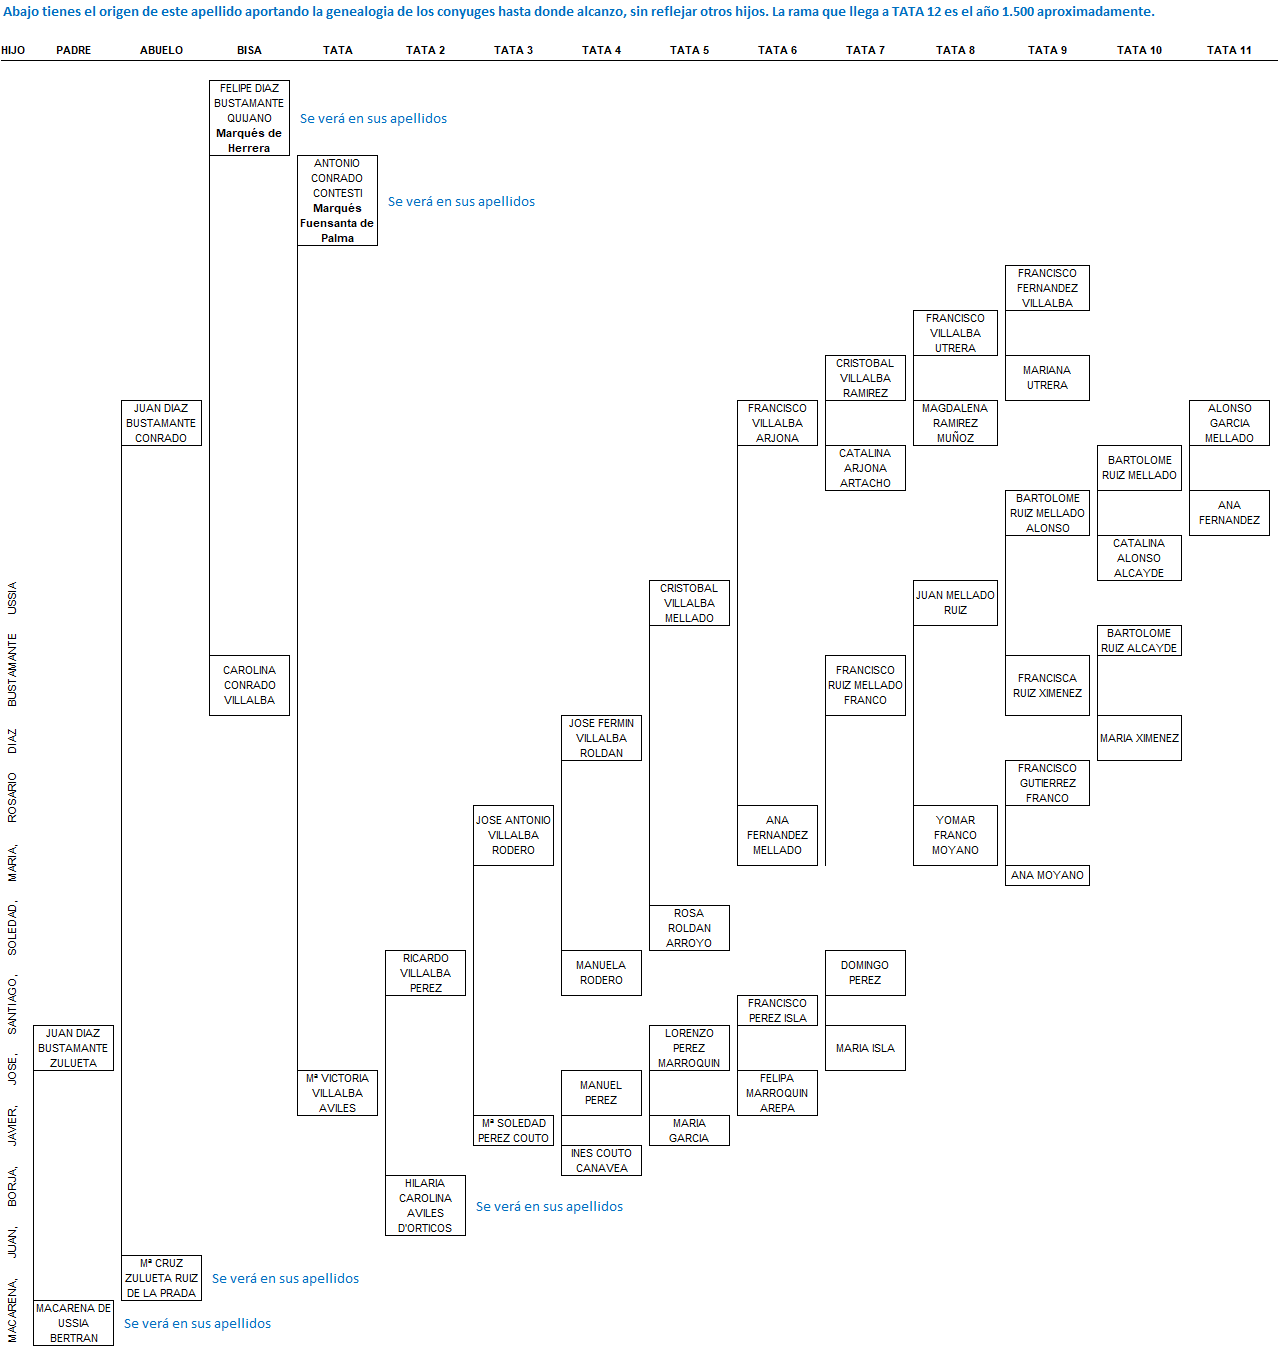 Abajo tienes el origen de este apellido aportando la genealogia de los conyuges hasta donde alcanzo, sin reflejar otros hijos. La rama que llega a TATA 12 es el año 1.500 aproximadamente.
HIJO PADRE ABUELO BISA TATA TATA 2 TATA 3 TATA 4 TATA 5 TATA 6 TATA 7 TATA 8 TATA 9 TATA 10 TATA 11
MACARENA, JUAN, BORJA, JAVIER, JOSE, SANTIAGO, SOLEDAD, MARIA, ROSARIO DIAZ BUSTAMANTE USSIA
JUAN DIAZ
BUSTAMANTE
ZULUETA
MACARENA DE
USSIA
BERTRAN
Se verá en sus apellidos
JUAN DIAZ
BUSTAMANTE
CONRADO
Mª CRUZ
ZULUETA RUIZ
DE LA PRADA
Se verá en sus apellidos
FELIPE DIAZ
BUSTAMANTE
QUIJANO
Marqués de
Herrera
Se verá en sus apellidos
CAROLINA
CONRADO
VILLALBA
ANTONIO
CONRADO
CONTESTI
Marqués
Fuensanta de
Palma
Se verá en sus apellidos
Mª VICTORIA
VILLALBA
AVILES
RICARDO
VILLALBA
PEREZ
HILARIA
CAROLINA
AVILES
D'ORTICOS
Se verá en sus apellidos
JOSE ANTONIO
VILLALBA
RODERO
Mª SOLEDAD
PEREZ COUTO
JOSE FERMIN
VILLALBA
ROLDAN
MANUELA
RODERO
MANUEL
PEREZ
INES COUTO
CANAVEA
CRISTOBAL
VILLALBA
MELLADO
ROSA
ROLDAN
ARROYO
LORENZO
PEREZ
MARROQUIN
MARIA
GARCIA
FRANCISCO
VILLALBA
ARJONA
ANA
FERNANDEZ
MELLADO
FRANCISCO
PEREZ ISLA
FELIPA
MARROQUIN
AREPA
CRISTOBAL
VILLALBA
RAMIREZ
CATALINA
ARJONA
ARTACHO
FRANCISCO
RUIZ MELLADO
FRANCO
DOMINGO
PEREZ
MARIA ISLA
FRANCISCO
VILLALBA
UTRERA
MAGDALENA
RAMIREZ
MUÑOZ
JUAN MELLADO
RUIZ
YOMAR
FRANCO
MOYANO
FRANCISCO
FERNANDEZ
VILLALBA
MARIANA
UTRERA
BARTOLOME
RUIZ MELLADO
ALONSO
FRANCISCA
RUIZ XIMENEZ
FRANCISCO
GUTIERREZ
FRANCO
ANA MOYANO
BARTOLOME
RUIZ MELLADO
CATALINA
ALONSO
ALCAYDE
BARTOLOME
RUIZ ALCAYDE
MARIA XIMENEZ
ALONSO
GARCIA
MELLADO
ANA
FERNANDEZ